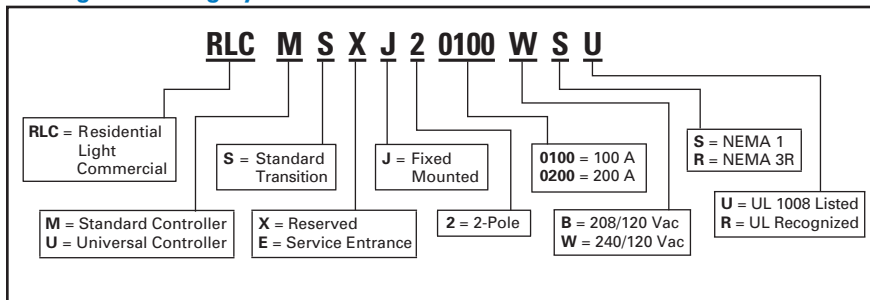 RLC M S X J 2 0100 W S U
RLC = Residential
Light
Commercial
S = Standard
Transition
J = Fixed
Mounted
0100 = 100 A
0200 = 200 A
S = NEMA 1
R = NEMA 3R
M = Standard Controller
U = Universal Controller
X = Reserved
E = Service Entrance
2 = 2-Pole
B = 208/120 Vac
W = 240/120 Vac
U = UL 1008 Listed
R = UL Recognized